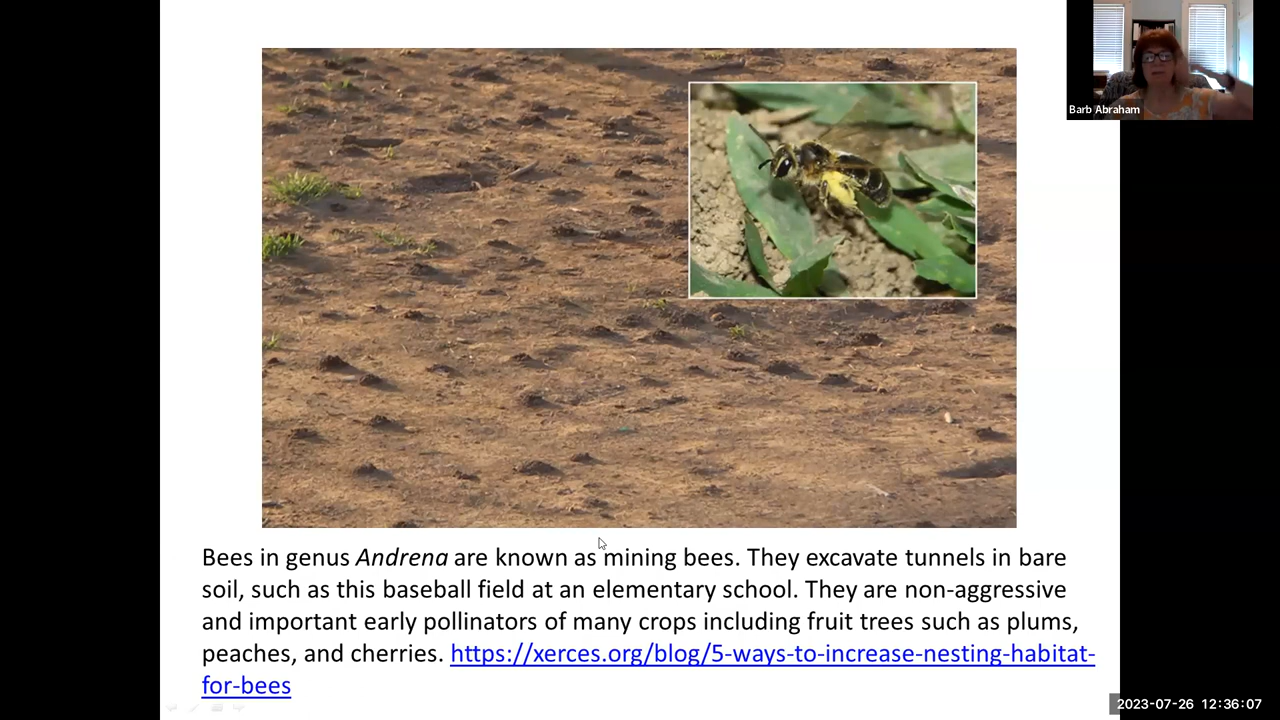 Barb Abraham
Bees in genus Andrena are known as mining bees. They excavate tunnels in bare
soil, such as this baseball field at an elementary school. They are non-aggressive
and important early pollinators of many crops including fruit trees such as plums,
peaches, and cherries. https://xerces.org/blog/5-ways-to-increase-nesting-habitat-
for-bees
2023-07-26 12:36:07